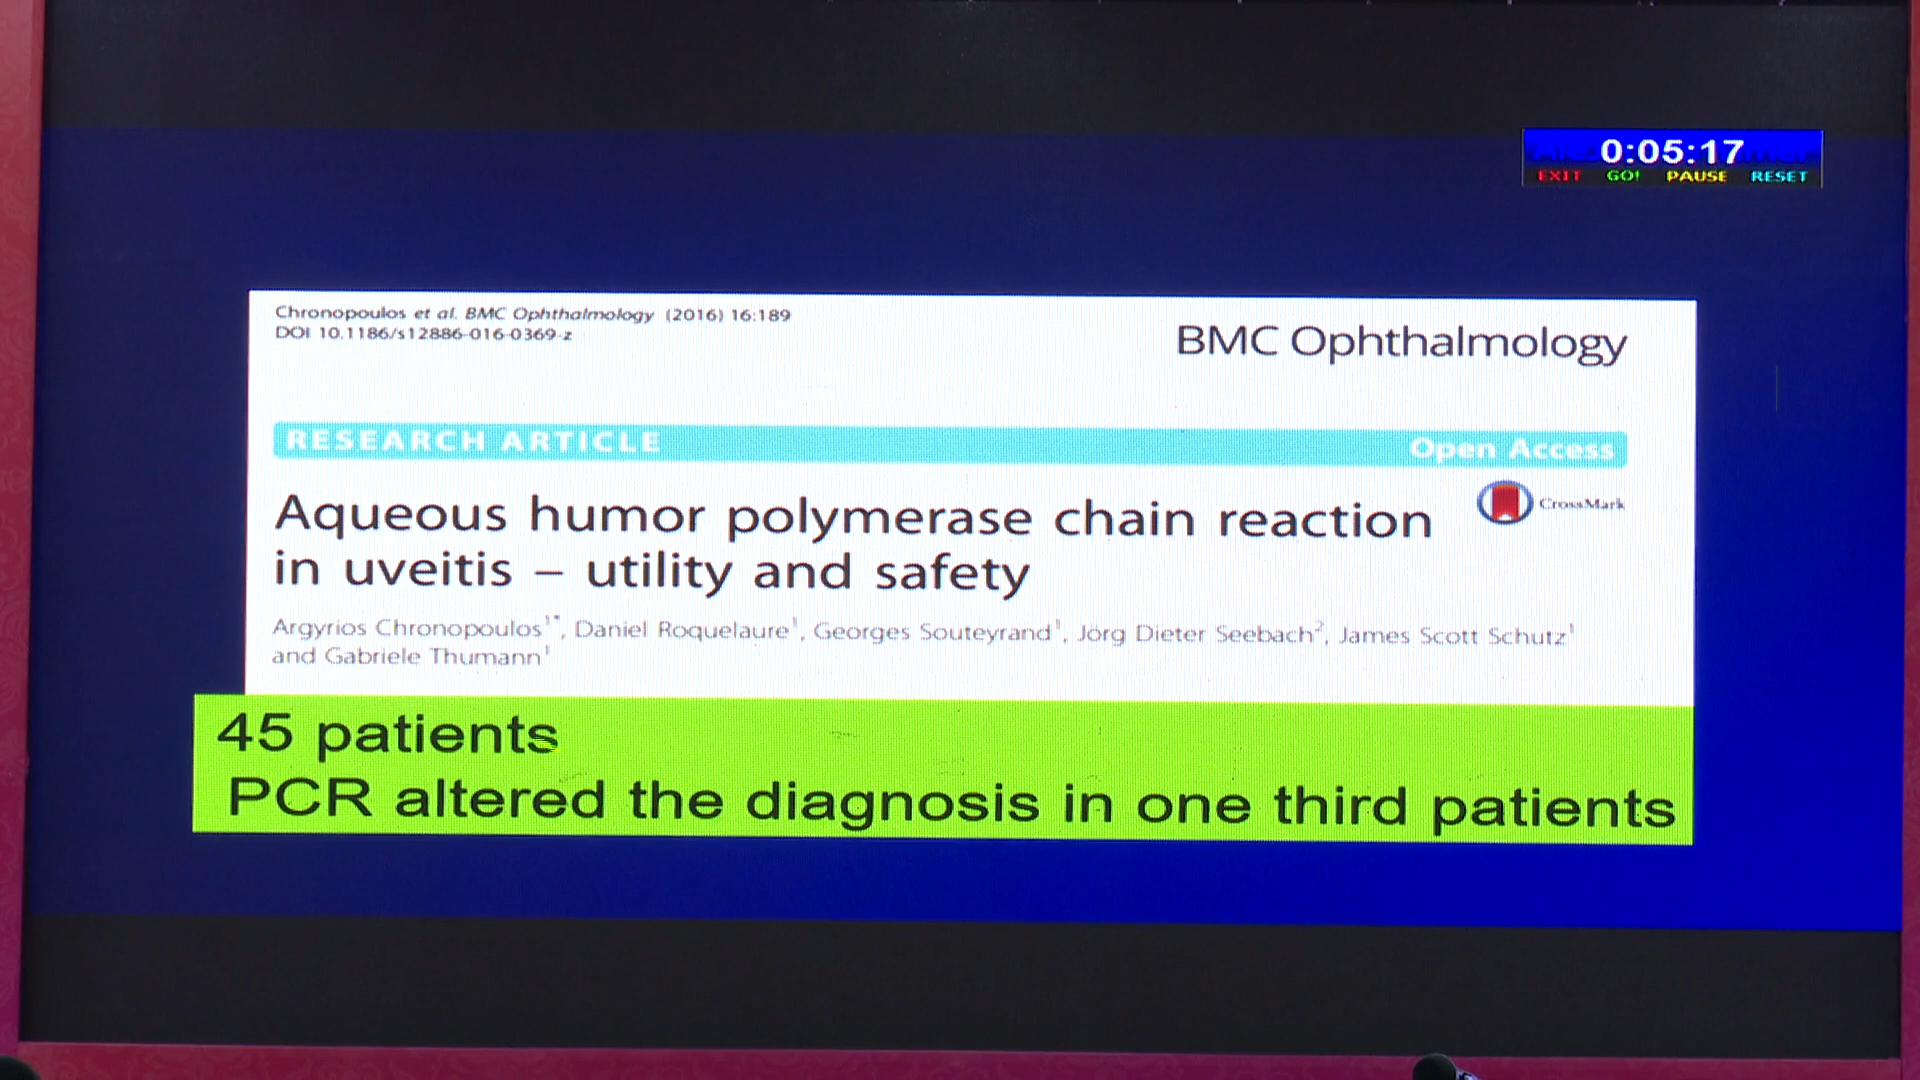 0:05:17
EXIT GO! PAUSE RESET
Chronopoulos et al. BMC Ophthalmology (2016) 16:189
DOI 10.1186/s12886-016-0369-z
BMC Ophthalmology
RESEARCH ARTICLE
Open Access
Aqueous humor polymerase chain reaction
in uveitis – utility and safety
CrossMark
Argyrios Chronopoulos1*, Daniel Roquelaure1, Georges Souteyrand1, Jörg Dieter Seebach2, James Scott Schutz1
and Gabriele Thumann1
45 patients
PCR altered the diagnosis in one third patients